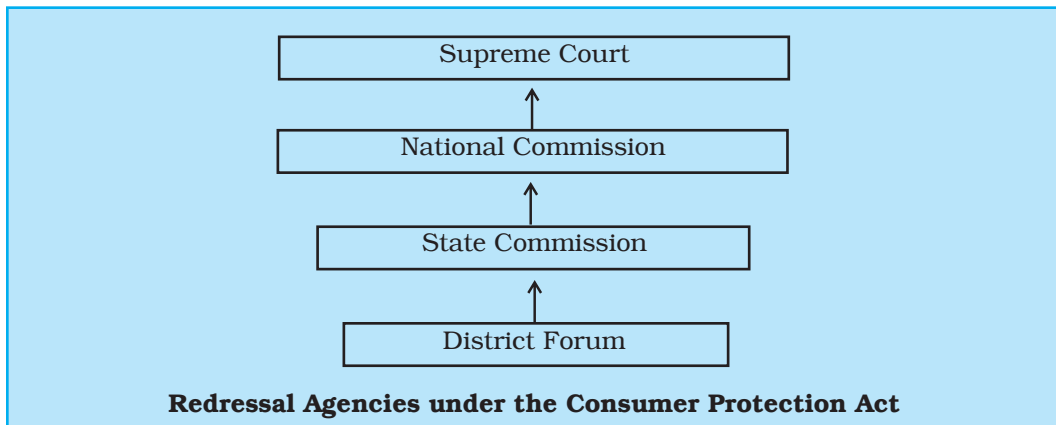 Supreme Court
National Commission
State Commission
District Forum
Redressal Agencies under the Consumer Protection Act